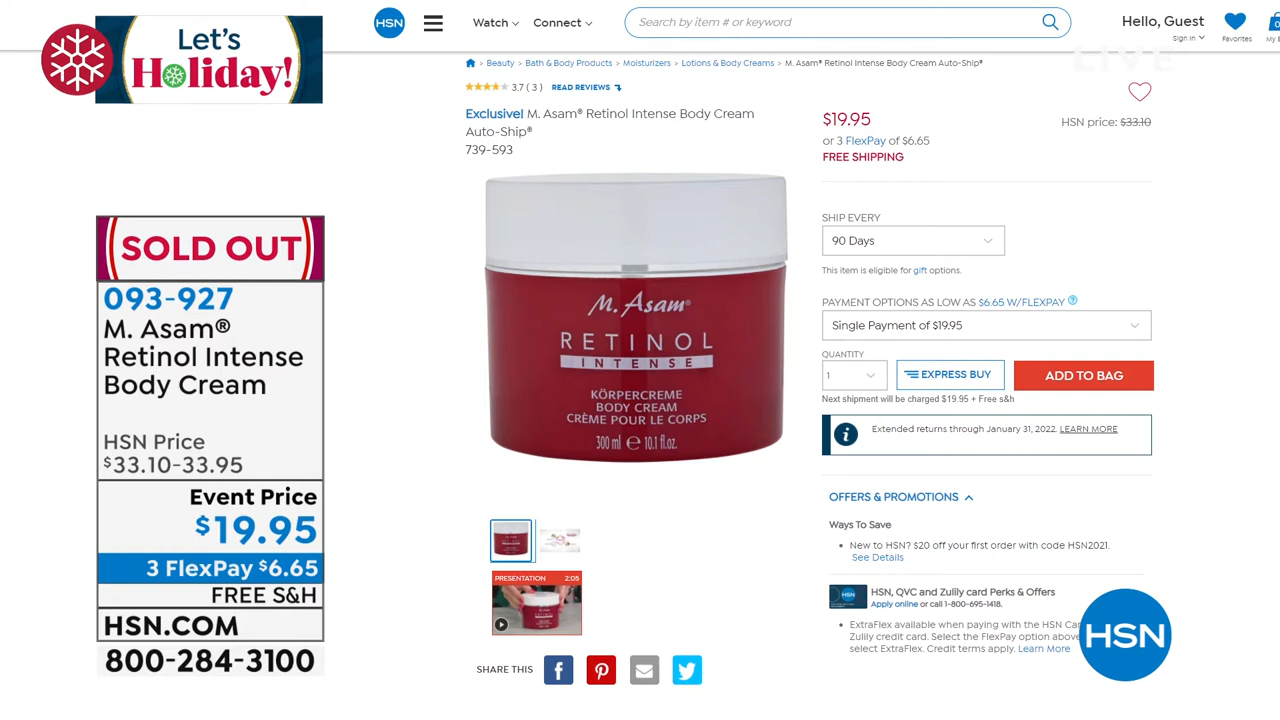 Let's
Holiday!
SOLD OUT
093-927
M. Asam®
Retinol Intense
Body Cream
HSN Price
$33.10-33.95
Event Price
$19.95
3 FlexPay $6.65
FREE S&H
HSN.COM
800-284-3100
HSN
Watch
Connect
Search by item # or keyword
Hello, Guest
Sign in
Favorites
LIVE
Beauty > Bath & Body Products > Moisturizers > Lotions & Body Creams > M. Asam® Retinol Intense Body Cream Auto-Ship®
3.7 ( 3 ) READ REVIEWS
Exclusive! M. Asam® Retinol Intense Body Cream
Auto-Ship®
739-593
M. Asam®
RETINOL
INTENSE
KÖRPERCREME
BODY CREAM
CRÈME POUR LE CORPS
300 ml e 10.1 fl.oz.
PRESENTATION 2:05
SHARE THIS
$19.95
HSN price: $33.10
or 3 FlexPay of $6.65
FREE SHIPPING
SHIP EVERY
90 Days
This item is eligible for gift options.
PAYMENT OPTIONS AS LOW AS $6.65 W/FLEXPAY
Single Payment of $19.95
QUANTITY
1
EXPRESS BUY
ADD TO BAG
Next shipment will be charged $19.95 + Free s&h
Extended returns through January 31, 2022. LEARN MORE
OFFERS & PROMOTIONS
Ways To Save
New to HSN? $20 off your first order with code HSN2021.
See Details
HSN, QVC and Zulily card Perks & Offers
Apply online or call 1-800-695-1418.
ExtraFlex available when paying with the HSN
Zulily credit card. Select the FlexPay option above
select ExtraFlex. Credit terms apply. Learn More
HSN